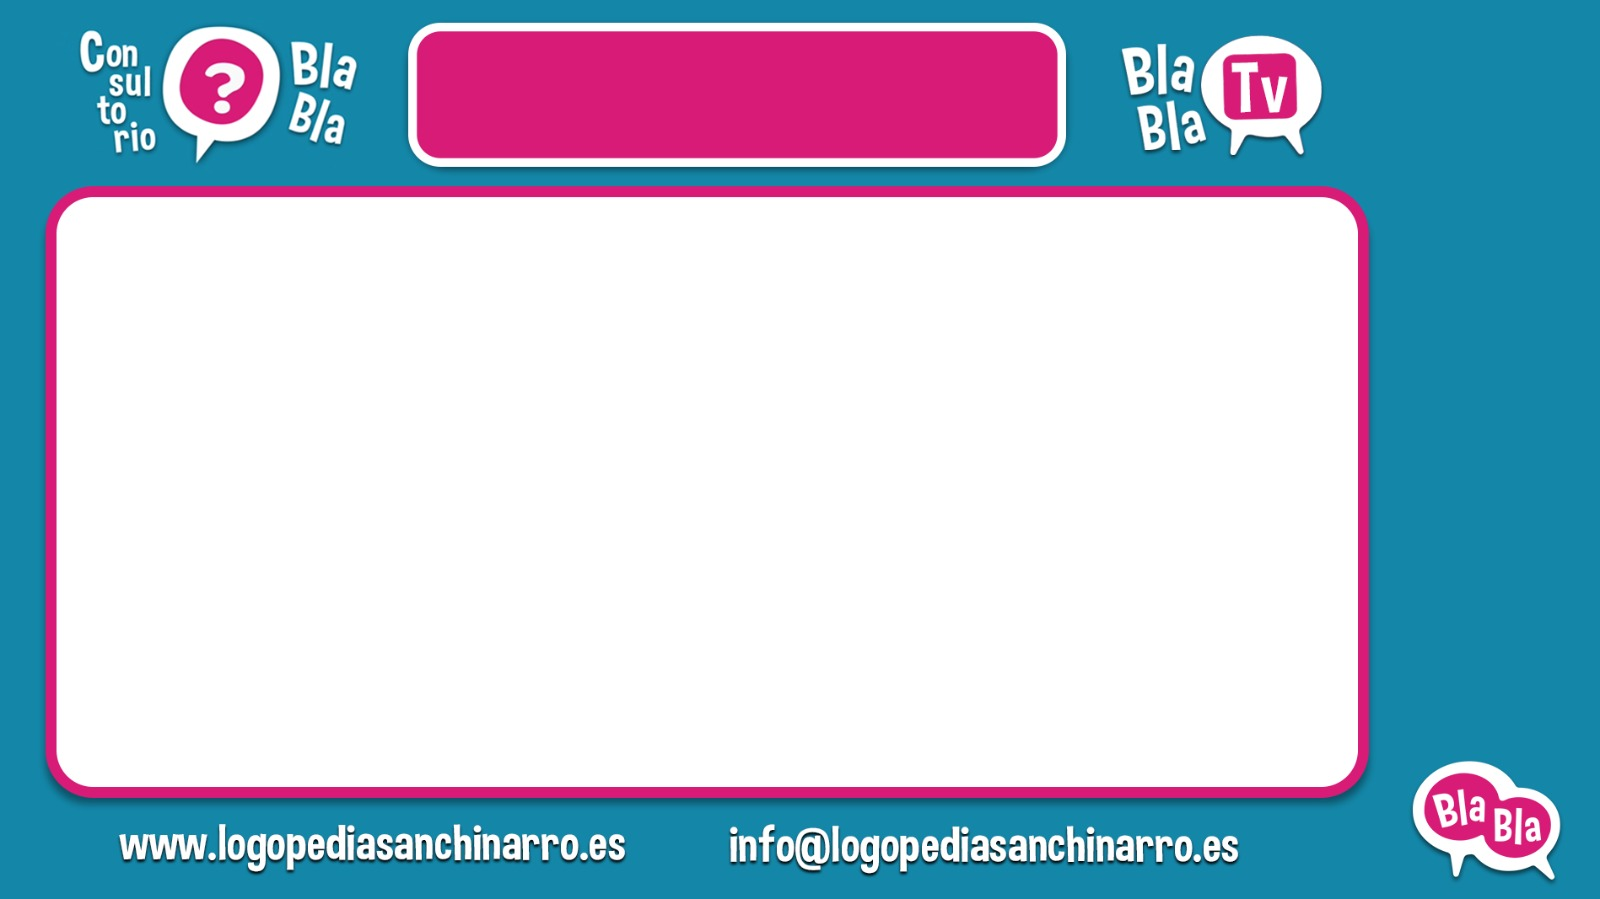 Con
sul
to
rio
?
Bla
Bla
Bla
Bla
Tv
www.logopediasanchinarro.es
info@logopediasanchinarro.es
Bla
Bla